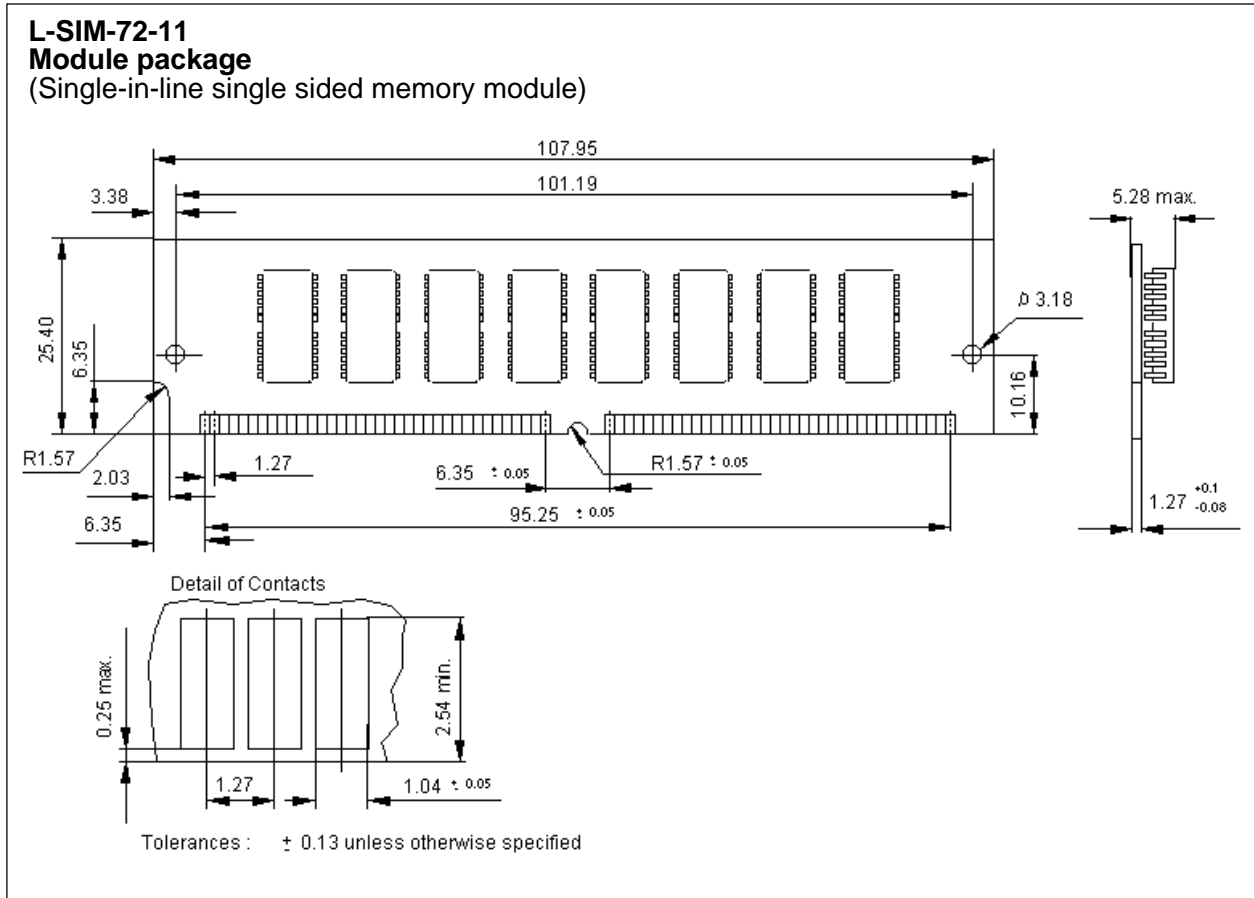 L-SIM-72-11
Module package
(Single-in-line single sided memory module)
107.95
101.19
3.38
5.28 max.
25.40
6.35
ρ 3.18
10.16
R1.57
2.03
1.27
6.35 ± 0.05
R1.57 ± 0.05
6.35
95.25 ± 0.05
1.27 +0.1 -0.08
Detail of Contacts
0.25 max.
2.54 min.
1.27
1.04 ± 0.05
Tolerances : ± 0.13 unless otherwise specified